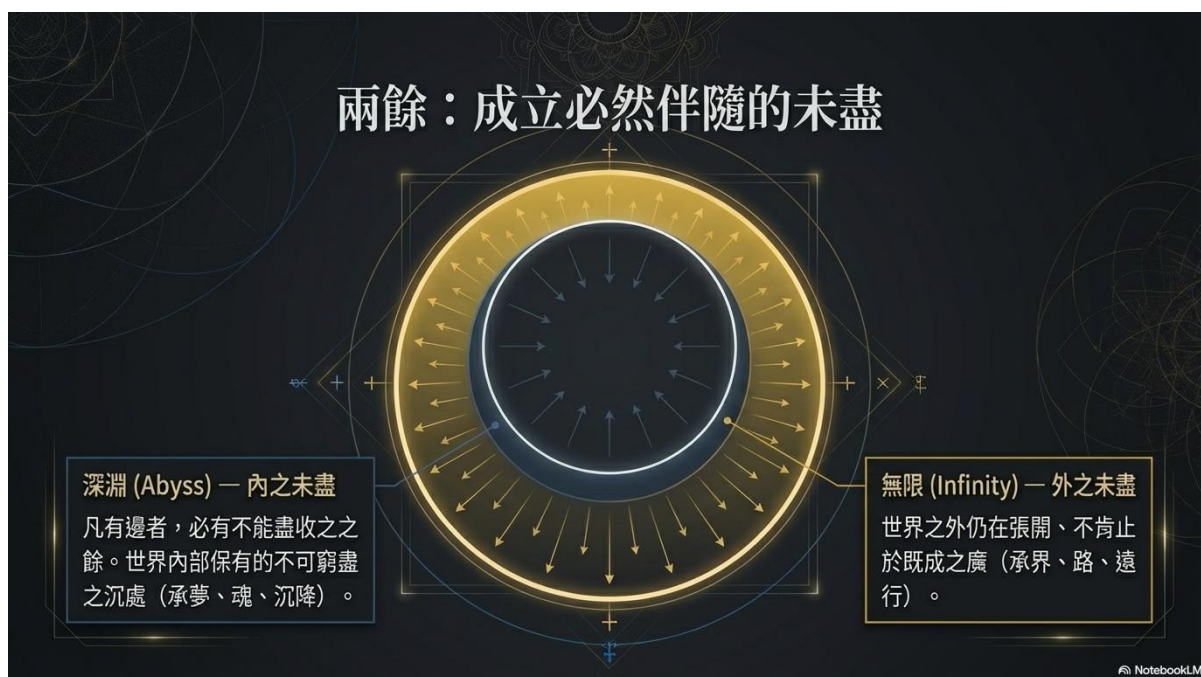 兩餘：成立必然伴隨的未盡
深淵 (Abyss) — 內之未盡
凡有邊者，必有不能盡收之之
餘。世界內部保有的不可窮盡
之沉處（承夢、魂、沉降）。
無限 (Infinity) — 外之未盡
世界之外仍在張開、不肯止
於既成之廣（承界、路、遠
行）。
NotebookLM